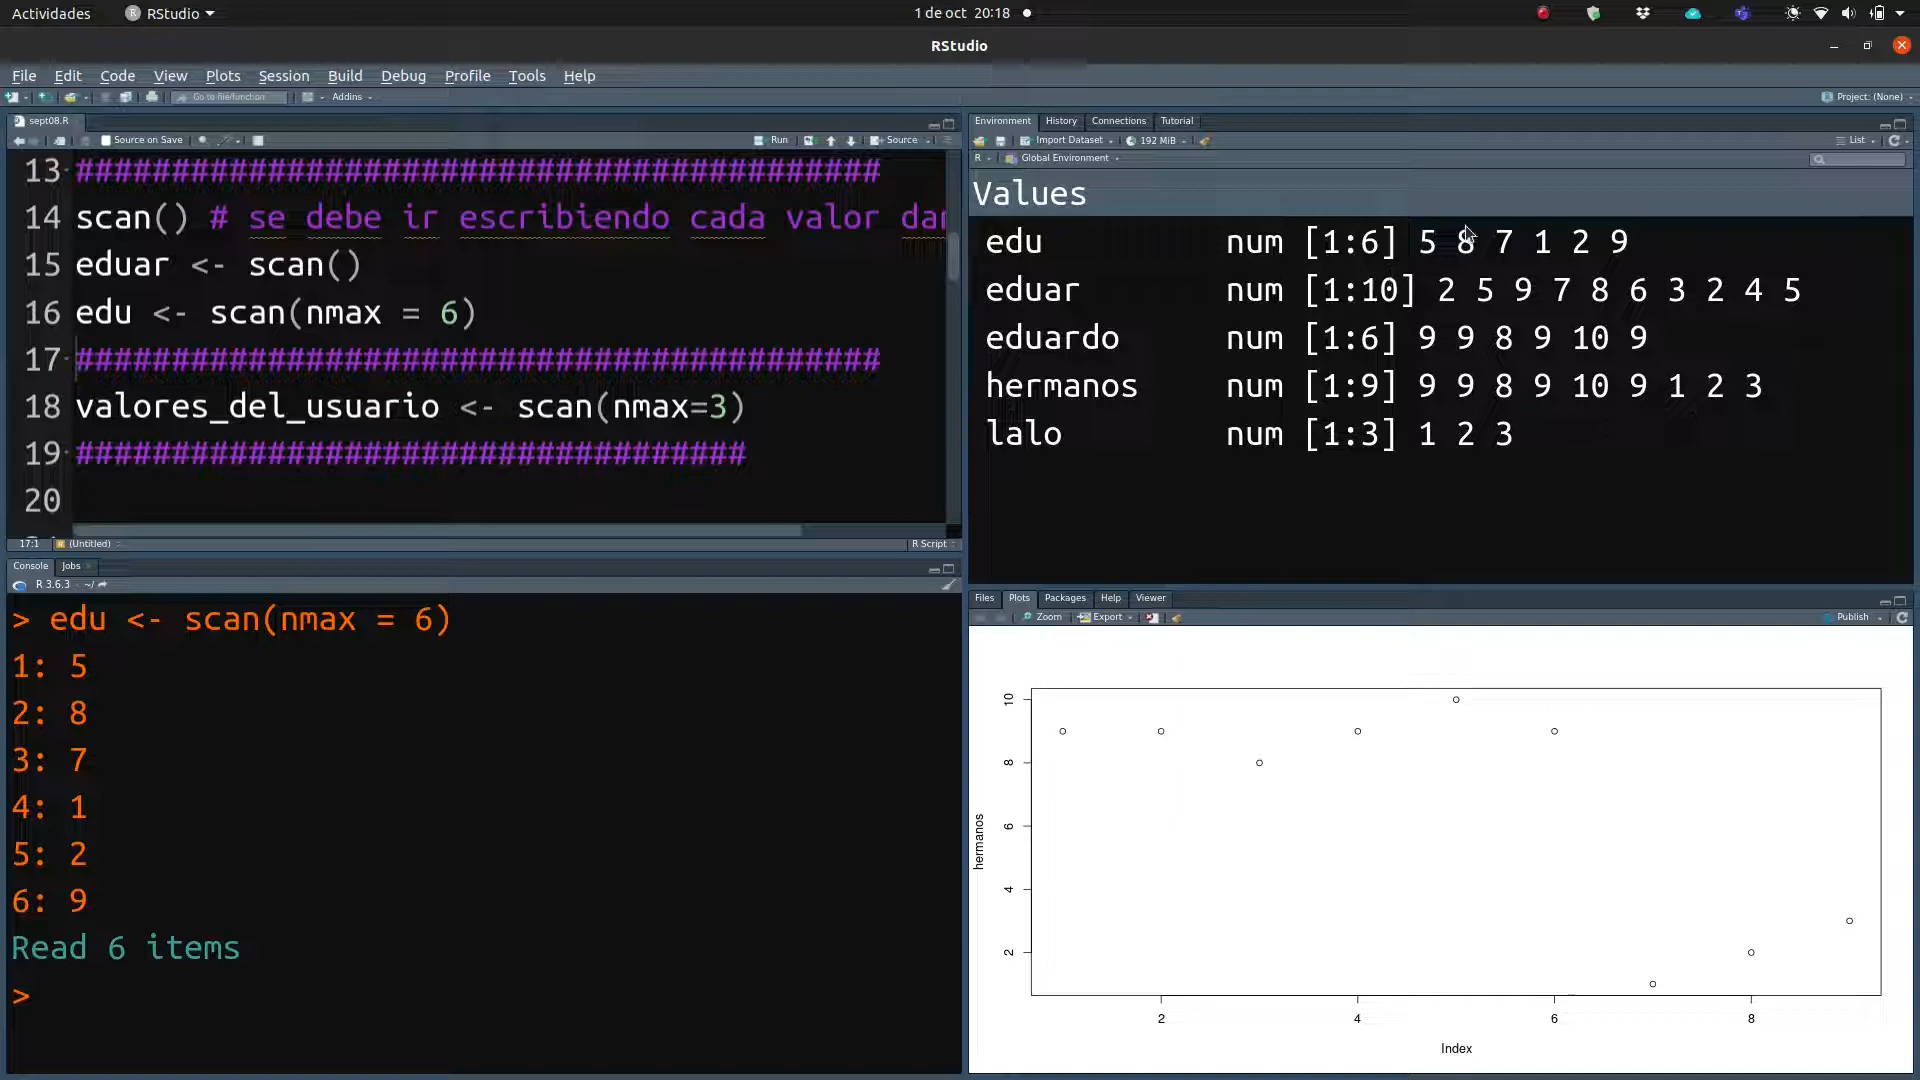 Actividades RStudio 1 de oct 20:18
RStudio
File Edit Code View Plots Session Build Debug Profile Tools Help
Go to file/function Addins Project: (None)
sept08.R
Source on Save Run Source
13 ##########################################
14 scan() # se debe ir escribiendo cada valor dan
15 eduar <- scan()
16 edu <- scan(nmax = 6)
17 ##########################################
18 valores_del_usuario <- scan(nmax=3)
19 ###################################
20
17:1 (Untitled) R Script
Console Jobs
R 3.6.3 ~/
> edu <- scan(nmax = 6)
1: 5
2: 8
3: 7
4: 1
5: 2
6: 9
Read 6 items
>
Environment History Connections Tutorial
Import Dataset 192 MiB List
R Global Environment
Values
edu num [1:6] 5 8 7 1 2 9
eduar num [1:10] 2 5 9 7 8 6 3 2 4 5
eduardo num [1:6] 9 9 8 9 10 9
hermanos num [1:9] 9 9 8 9 10 9 1 2 3
lalo num [1:3] 1 2 3
Files Plots Packages Help Viewer
Zoom Export Publish
10
8
6
4
2
hermanos
2 4 6 8
Index